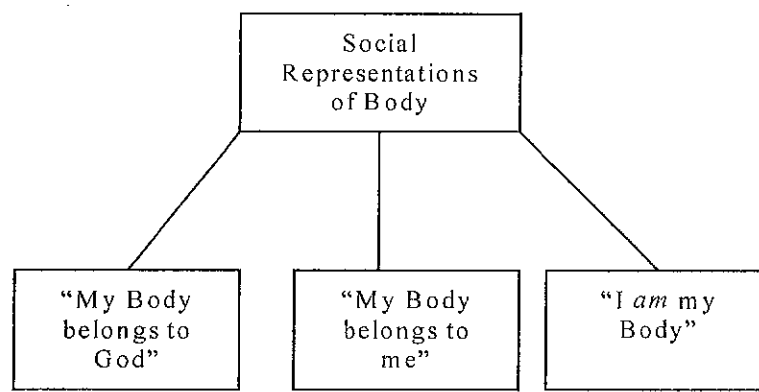 Social
Representations
of Body
“My Body
belongs to
God”
“My Body
belongs to
me”
“I am my
Body”